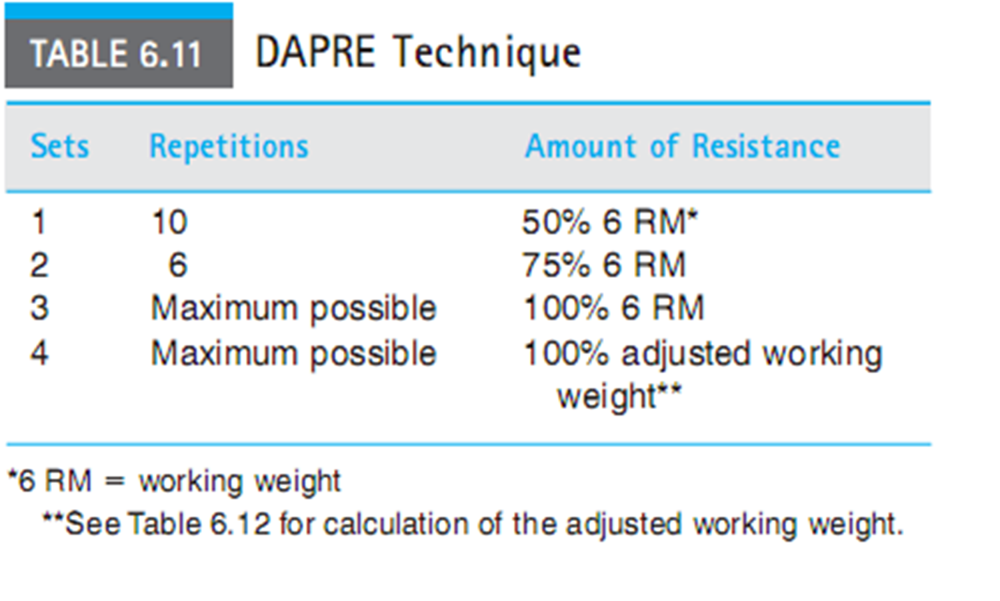 TABLE 6.11 DAPRE Technique
Sets Repetitions Amount of Resistance
1 10 50% 6 RM*
2 6 75% 6 RM
3 Maximum possible 100% 6 RM
4 Maximum possible 100% adjusted working
weight**
*6 RM = working weight
**See Table 6.12 for calculation of the adjusted working weight.